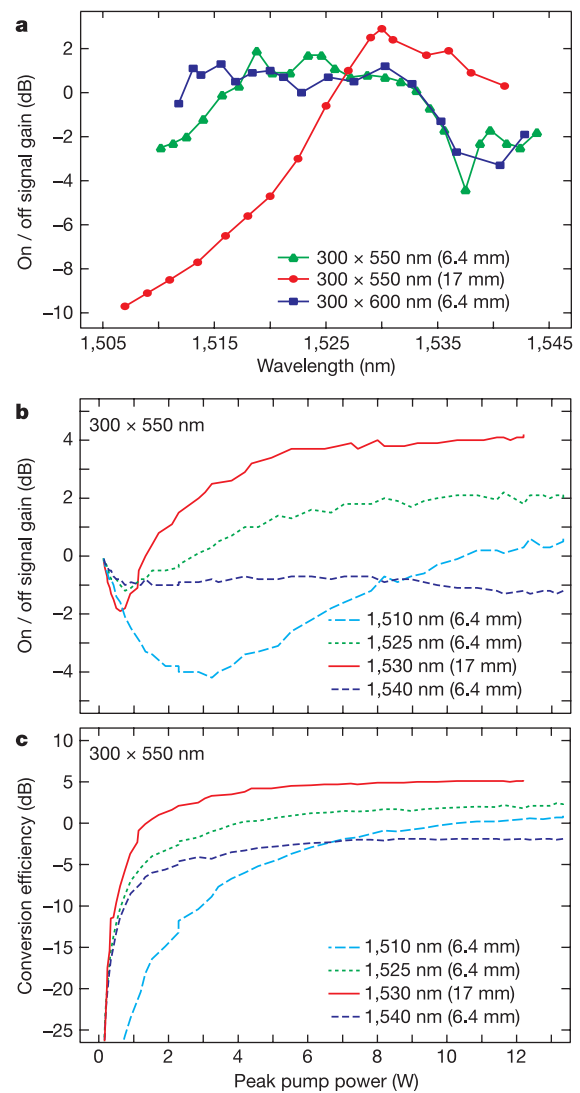 a
On / off signal gain (dB)
2
0
−2
−4
−6
−8
−10
300 × 550 nm (6.4 mm)
300 × 550 nm (17 mm)
300 × 600 nm (6.4 mm)
1,505
1,515
1,525
1,535
1,545
Wavelength (nm)
b
300 × 550 nm
On / off signal gain (dB)
4
2
0
−2
−4
1,510 nm (6.4 mm)
1,525 nm (6.4 mm)
1,530 nm (17 mm)
1,540 nm (6.4 mm)
c
300 × 550 nm
Conversion efficiency (dB)
10
5
0
−5
−10
−15
−20
−25
1,510 nm (6.4 mm)
1,525 nm (6.4 mm)
1,530 nm (17 mm)
1,540 nm (6.4 mm)
0
2
4
6
8
10
12
Peak pump power (W)